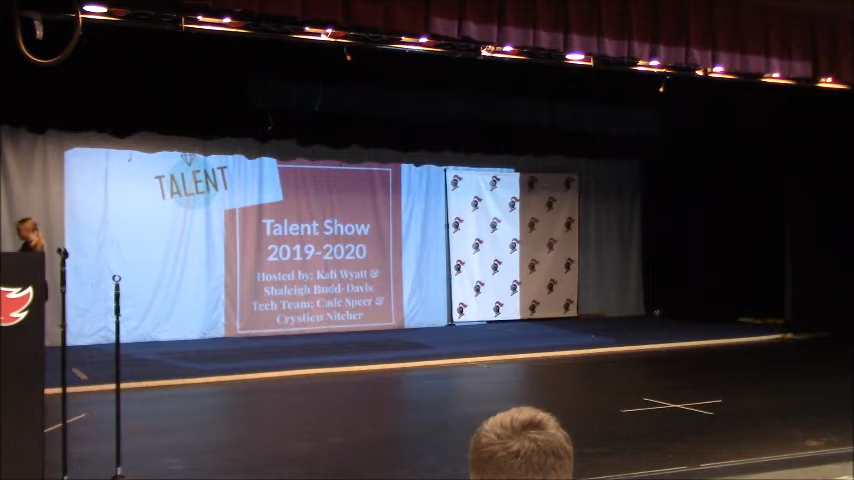 TALENT
Talent Show
2019-2020
Hosted by: Kali Wyatt &
Shaleigh Budd-Davis
Tech Team: Cade Speer &
Crystien Nitcher